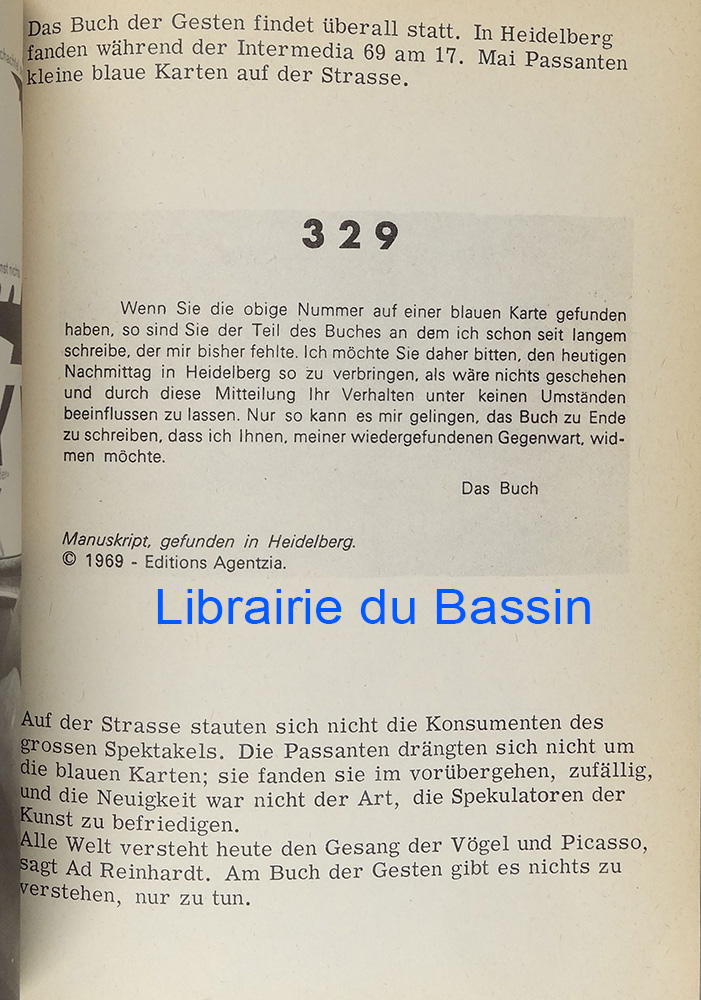 Das Buch der Gesten findet überall statt. In Heidelberg
fanden während der Intermedia 69 am 17. Mai Passanten
kleine blaue Karten auf der Strasse.
329
Wenn Sie die obige Nummer auf einer blauen Karte gefunden
haben, so sind Sie der Teil des Buches an dem ich schon seit langem
schreibe, der mir bisher fehlte. Ich möchte Sie daher bitten, den heutigen
Nachmittag in Heidelberg so zu verbringen, als wäre nichts geschehen
und durch diese Mitteilung Ihr Verhalten unter keinen Umständen
beeinflussen zu lassen. Nur so kann es mir gelingen, das Buch zu Ende
zu schreiben, dass ich Ihnen, meiner wiedergefundenen Gegenwart, wid-
men möchte.
Das Buch
Manuskript, gefunden in Heidelberg.
© 1969 - Editions Agentzia.
Librairie du Bassin
Auf der Strasse stauten sich nicht die Konsumenten des
grossen Spektakels. Die Passanten drängten sich nicht um
die blauen Karten; sie fanden sie im vorübergehen, zufällig,
und die Neuigkeit war nicht der Art, die Spekulatoren der
Kunst zu befriedigen.
Alle Welt versteht heute den Gesang der Vögel und Picasso,
sagt Ad Reinhardt. Am Buch der Gesten gibt es nichts zu
verstehen, nur zu tun.